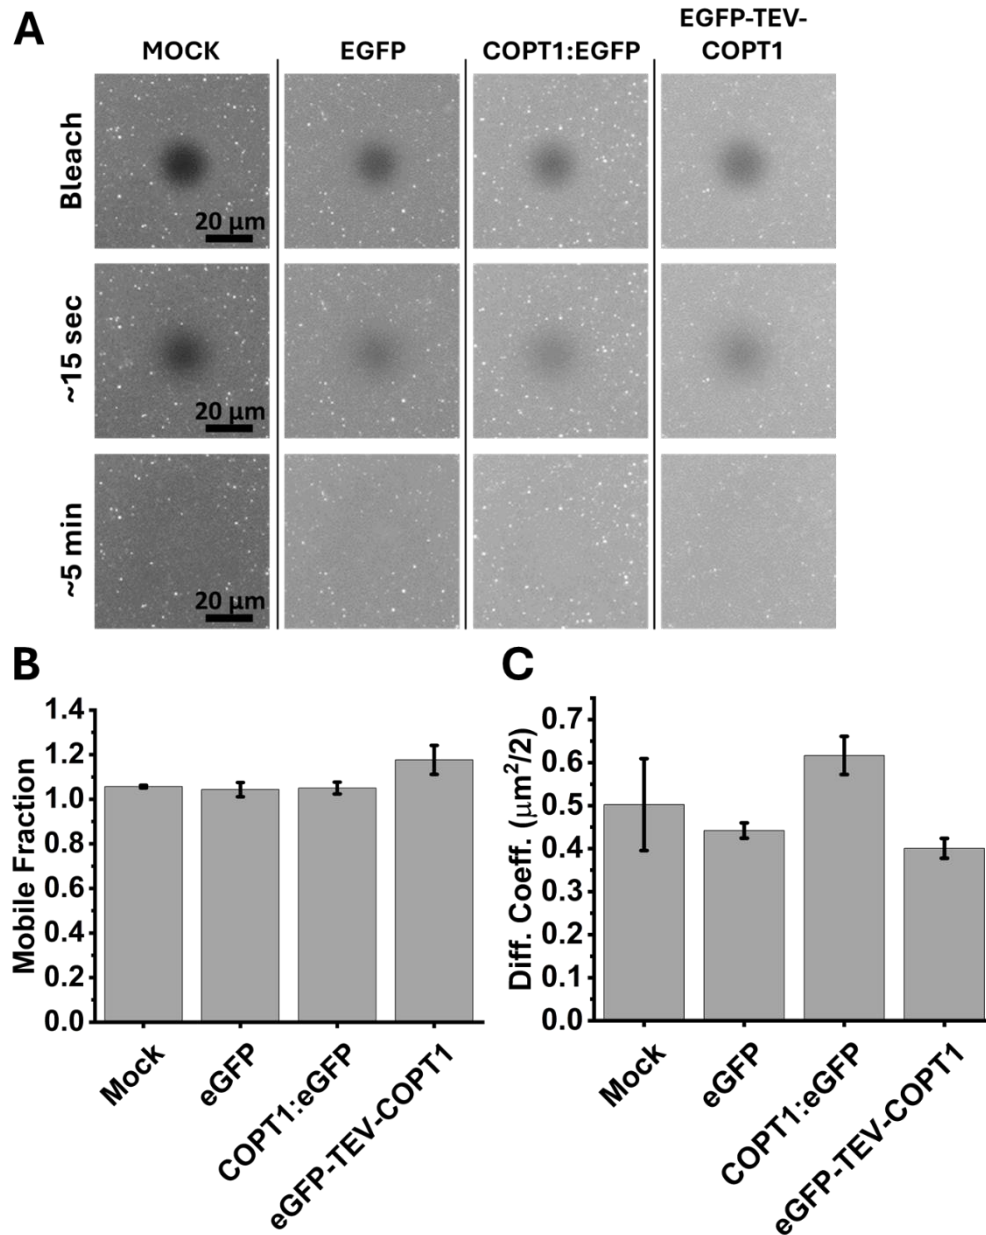 A
MOCK
EGFP
COPT1:EGFP
EGFP-TEV-
COPT1
Bleach
20 µm
~15 sec
20 µm
~5 min
20 µm
B
Mobile Fraction
1.4
1.2
1.0
0.8
0.6
0.4
0.2
0.0
Mock
eGFP
COPT1:eGFP
eGFP-TEV-COPT1
C
Diff. Coeff. (µm²/2)
0.7
0.6
0.5
0.4
0.3
0.2
0.1
0.0
Mock
eGFP
COPT1:eGFP
eGFP-TEV-COPT1